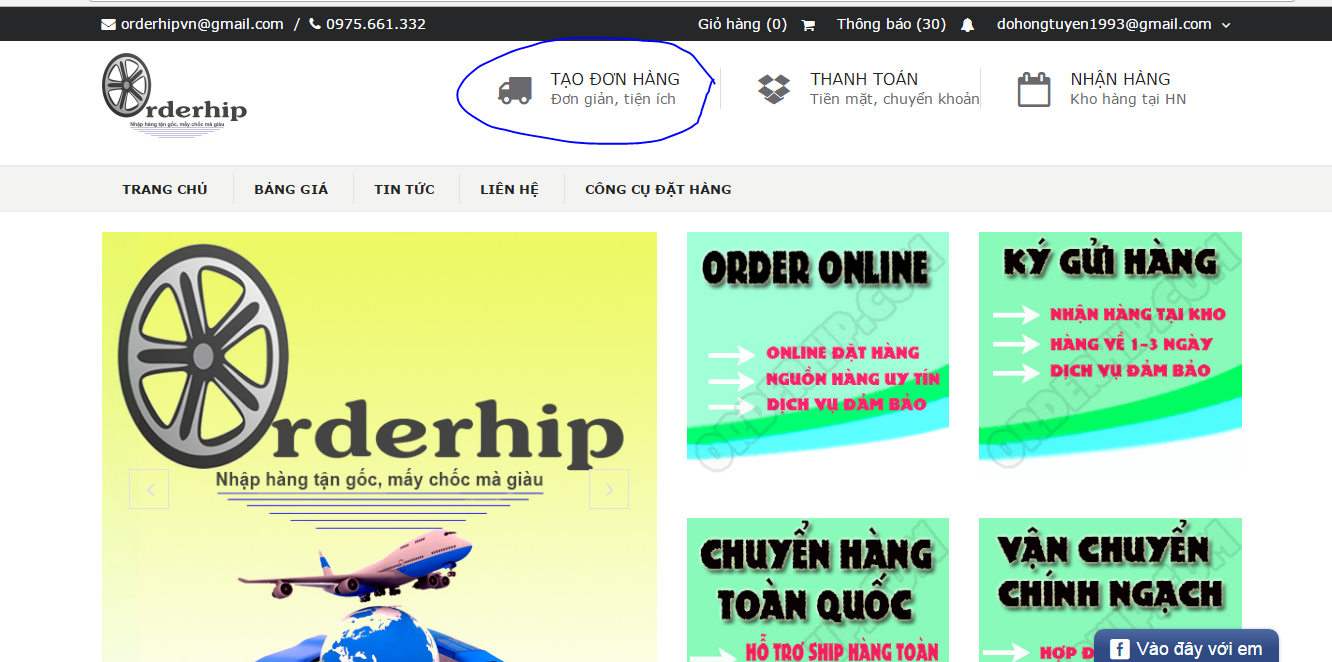 orderhipvn@gmail.com / 0975.661.332
Giỏ hàng (0) Thông báo (30) dohongtuyen1993@gmail.com
rderhip
Nhập hàng tận gốc, mấy chốc mà giàu
TẠO ĐƠN HÀNG
Đơn giản, tiện ích
THANH TOÁN
Tiền mặt, chuyển khoản
NHẬN HÀNG
Kho hàng tại HN
TRANG CHỦ BẢNG GIÁ TIN TỨC LIÊN HỆ CÔNG CỤ ĐẶT HÀNG
rderhip
Nhập hàng tận gốc, mấy chốc mà giàu
ORDER ONLINE
ONLINE ĐẶT HÀNG
NGUỒN HÀNG UY TÍN
DỊCH VỤ ĐẢM BẢO
ORDERHIP.COM
KÝ GỬI HÀNG
NHẬN HÀNG TẠI KHO
HÀNG VỀ 1-3 NGÀY
DỊCH VỤ ĐẢM BẢO
ORDERHIP.COM
CHUYỂN HÀNG
TOÀN QUỐC
HỖ TRỢ SHIP HÀNG TOÀN
VẬN CHUYỂN
CHÍNH NGẠCH
HỢP
Vào đây với em